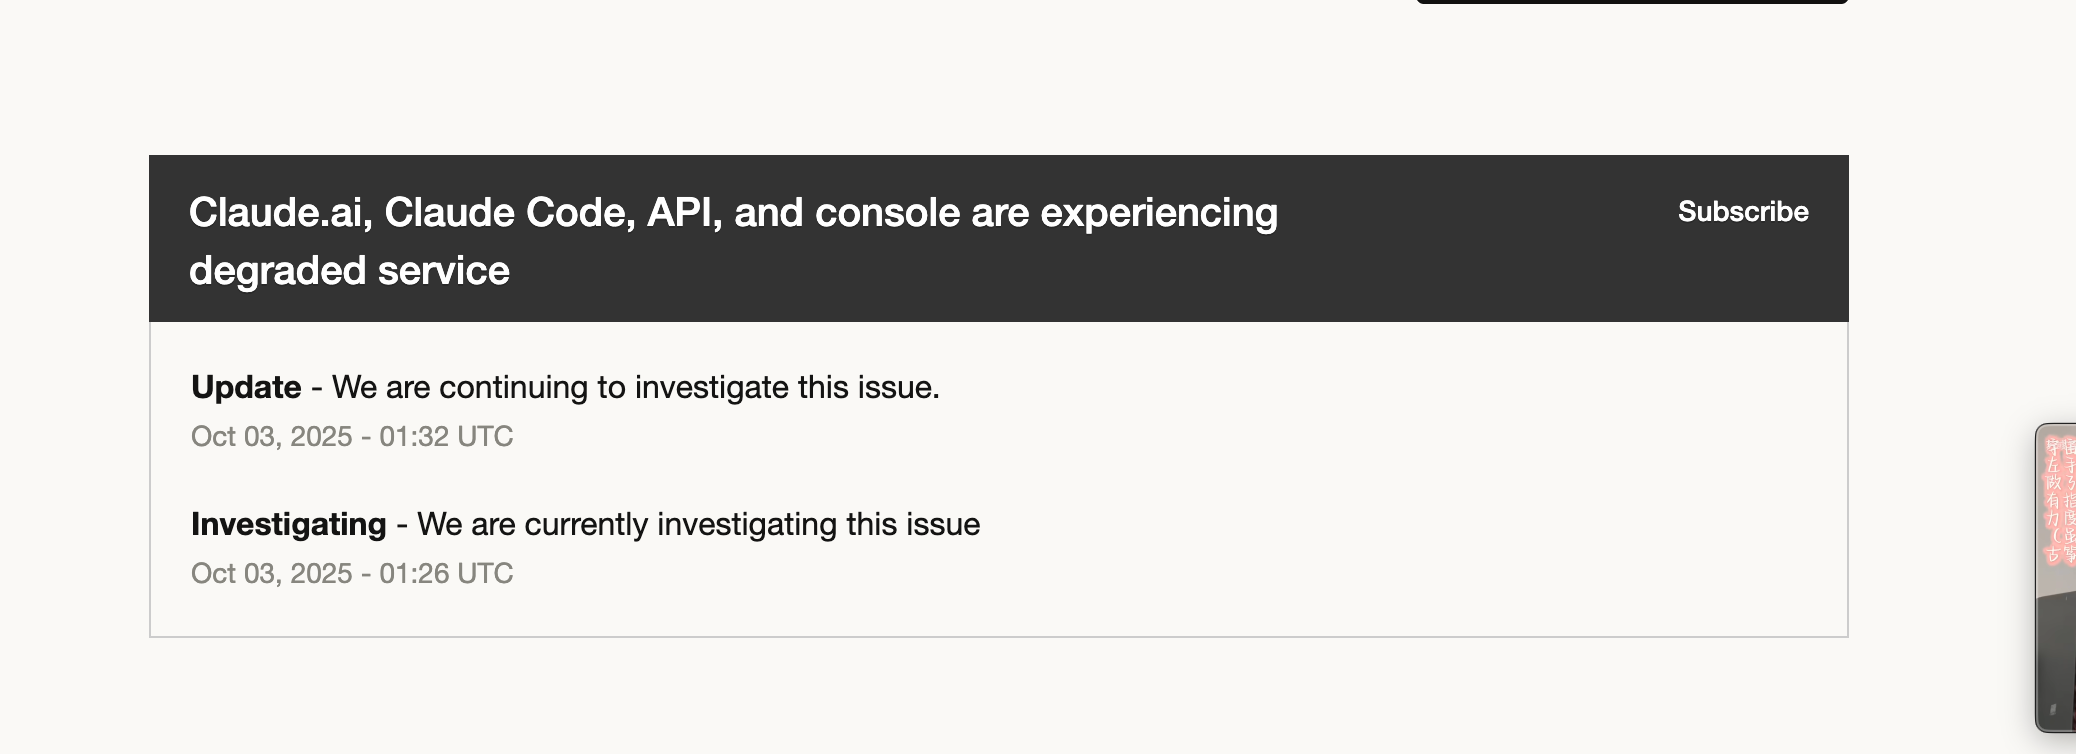 Claude.ai, Claude Code, API, and console are experiencing
degraded service
Subscribe
Update - We are continuing to investigate this issue.
Oct 03, 2025 - 01:32 UTC
Investigating - We are currently investigating this issue
Oct 03, 2025 - 01:26 UTC